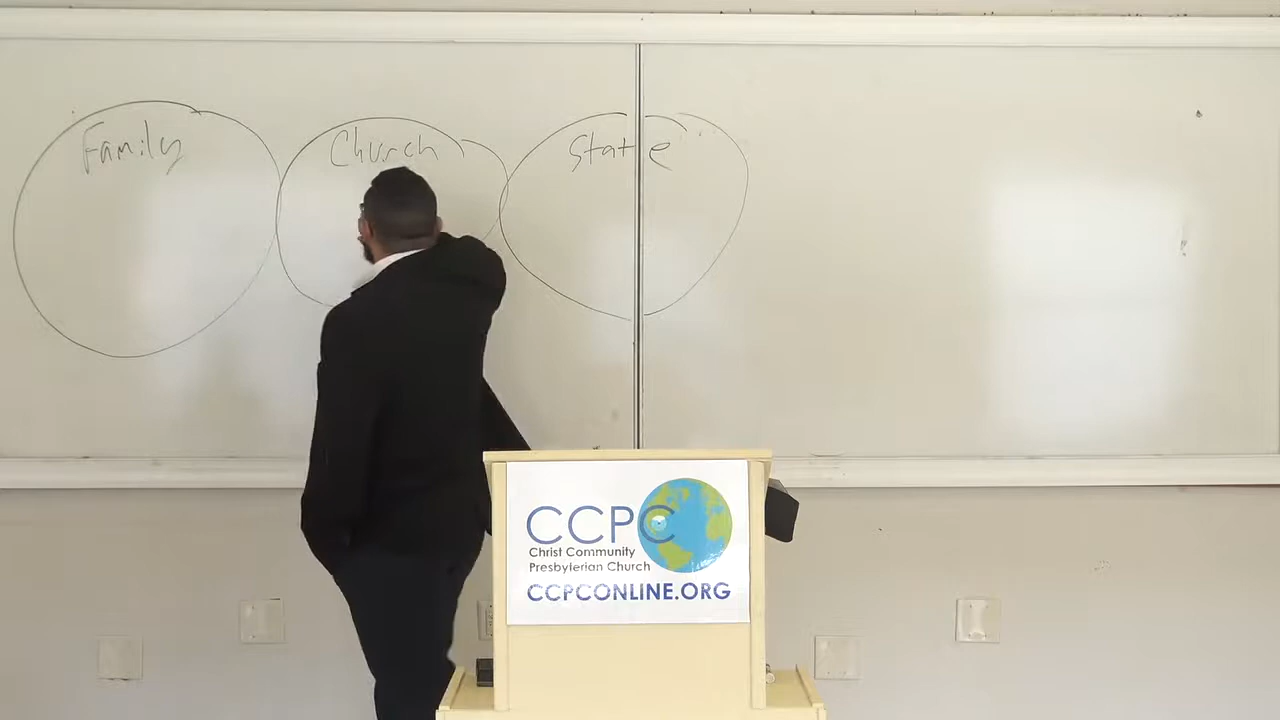 Family
Church
State
CCPC
Christ Community
Presbyterian Church
CCPCONLINE.ORG